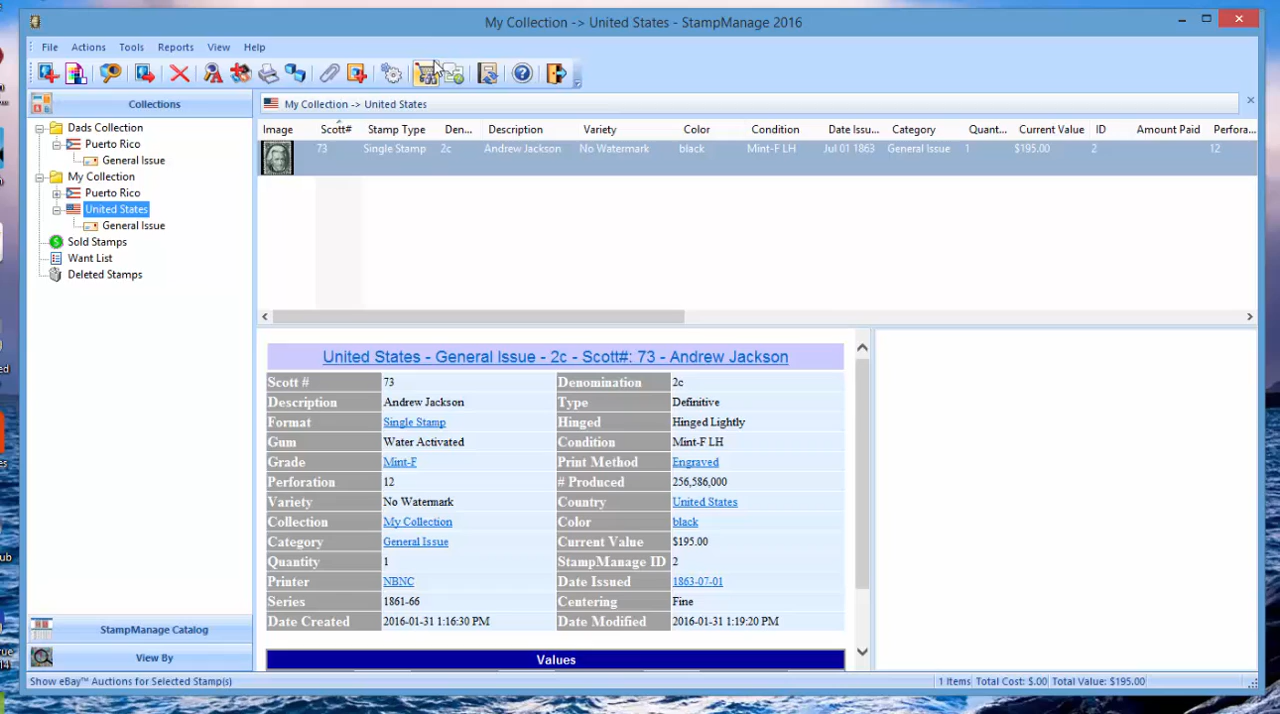 My Collection -> United States - StampManage 2016
File Actions Tools Reports View Help
Collections
My Collection -> United States
Dads Collection
Puerto Rico
General Issue
My Collection
Puerto Rico
United States
General Issue
Sold Stamps
Want List
Deleted Stamps
Image Scott# Stamp Type Den... Description Variety Color Condition Date Issu... Category Quant... Current Value ID Amount Paid Perfora
73 Single Stamp 2c Andrew Jackson No Watermark black Mint-F LH Jul 01 1863 General Issue 1 $195.00 2 12
United States - General Issue - 2c - Scott#: 73 - Andrew Jackson
Scott # 73 Denomination 2c
Description Andrew Jackson Type Definitive
Format Single Stamp Hinged Hinged Lightly
Gum Water Activated Condition Mint-F LH
Grade Mint-F Print Method Engraved
Perforation 12 # Produced 256,586,000
Variety No Watermark Country United States
Collection My Collection Color black
Category General Issue Current Value $195.00
Quantity 1 StampManage ID 2
Printer NBNC Date Issued 1863-07-01
Series 1861-66 Centering Fine
Date Created 2016-01-31 1:16:30 PM Date Modified 2016-01-31 1:19:20 PM
Values
StampManage Catalog
View By
Show eBay™ Auctions for Selected Stamp(s) 1 Items Total Cost: $.00 Total Value: $195.00